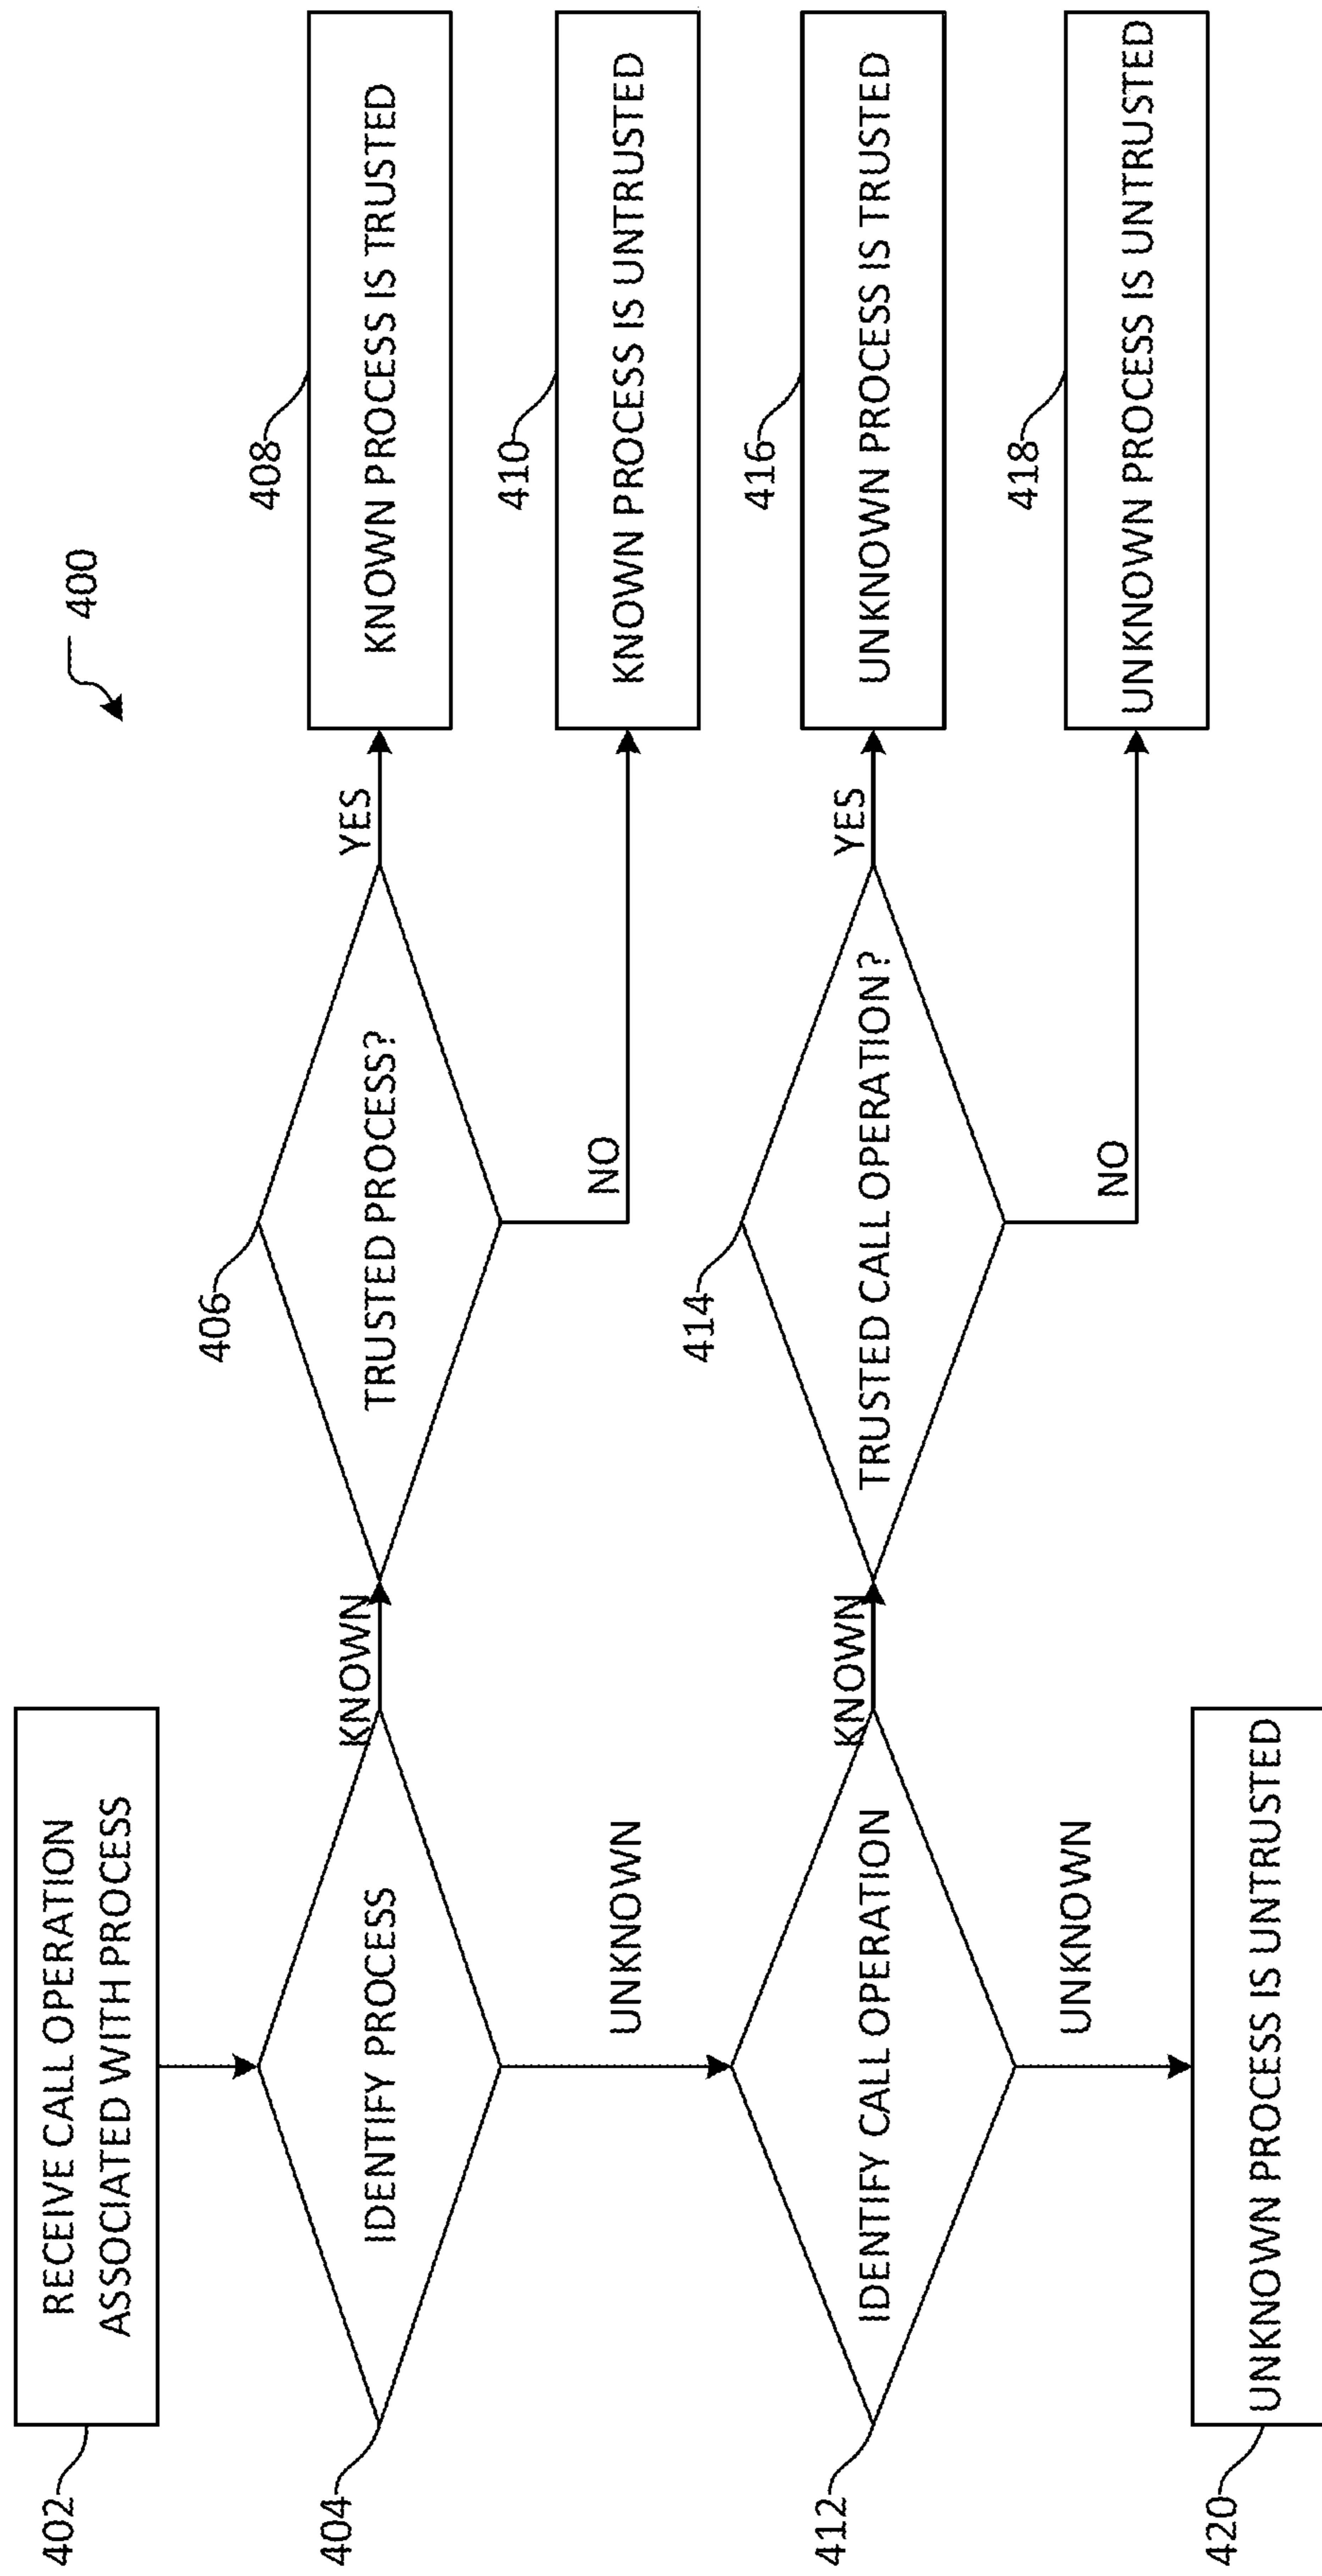 400
402
RECEIVE CALL OPERATION
ASSOCIATED WITH PROCESS
404
IDENTIFY PROCESS
KNOWN
406
TRUSTED PROCESS?
YES
408
KNOWN PROCESS IS TRUSTED
NO
410
KNOWN PROCESS IS UNTRUSTED
UNKNOWN
412
IDENTIFY CALL OPERATION
KNOWN
414
TRUSTED CALL OPERATION?
YES
416
UNKNOWN PROCESS IS TRUSTED
NO
418
UNKNOWN PROCESS IS UNTRUSTED
UNKNOWN
420
UNKNOWN PROCESS IS UNTRUSTED